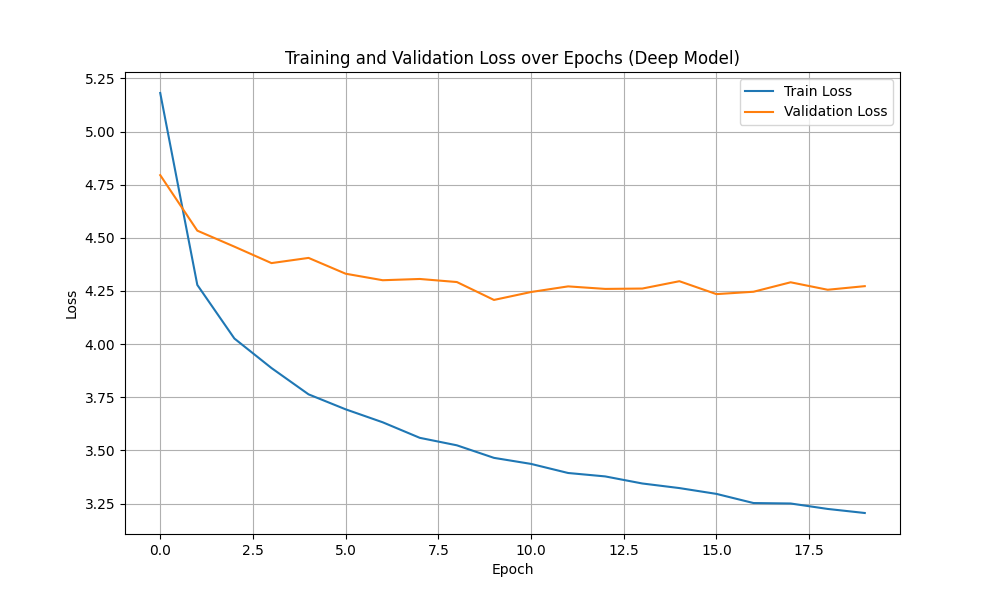 Training and Validation Loss over Epochs (Deep Model)
Train Loss
Validation Loss
5.25
5.00
4.75
4.50
4.25
4.00
3.75
3.50
3.25
Loss
0.0 2.5 5.0 7.5 10.0 12.5 15.0 17.5
Epoch